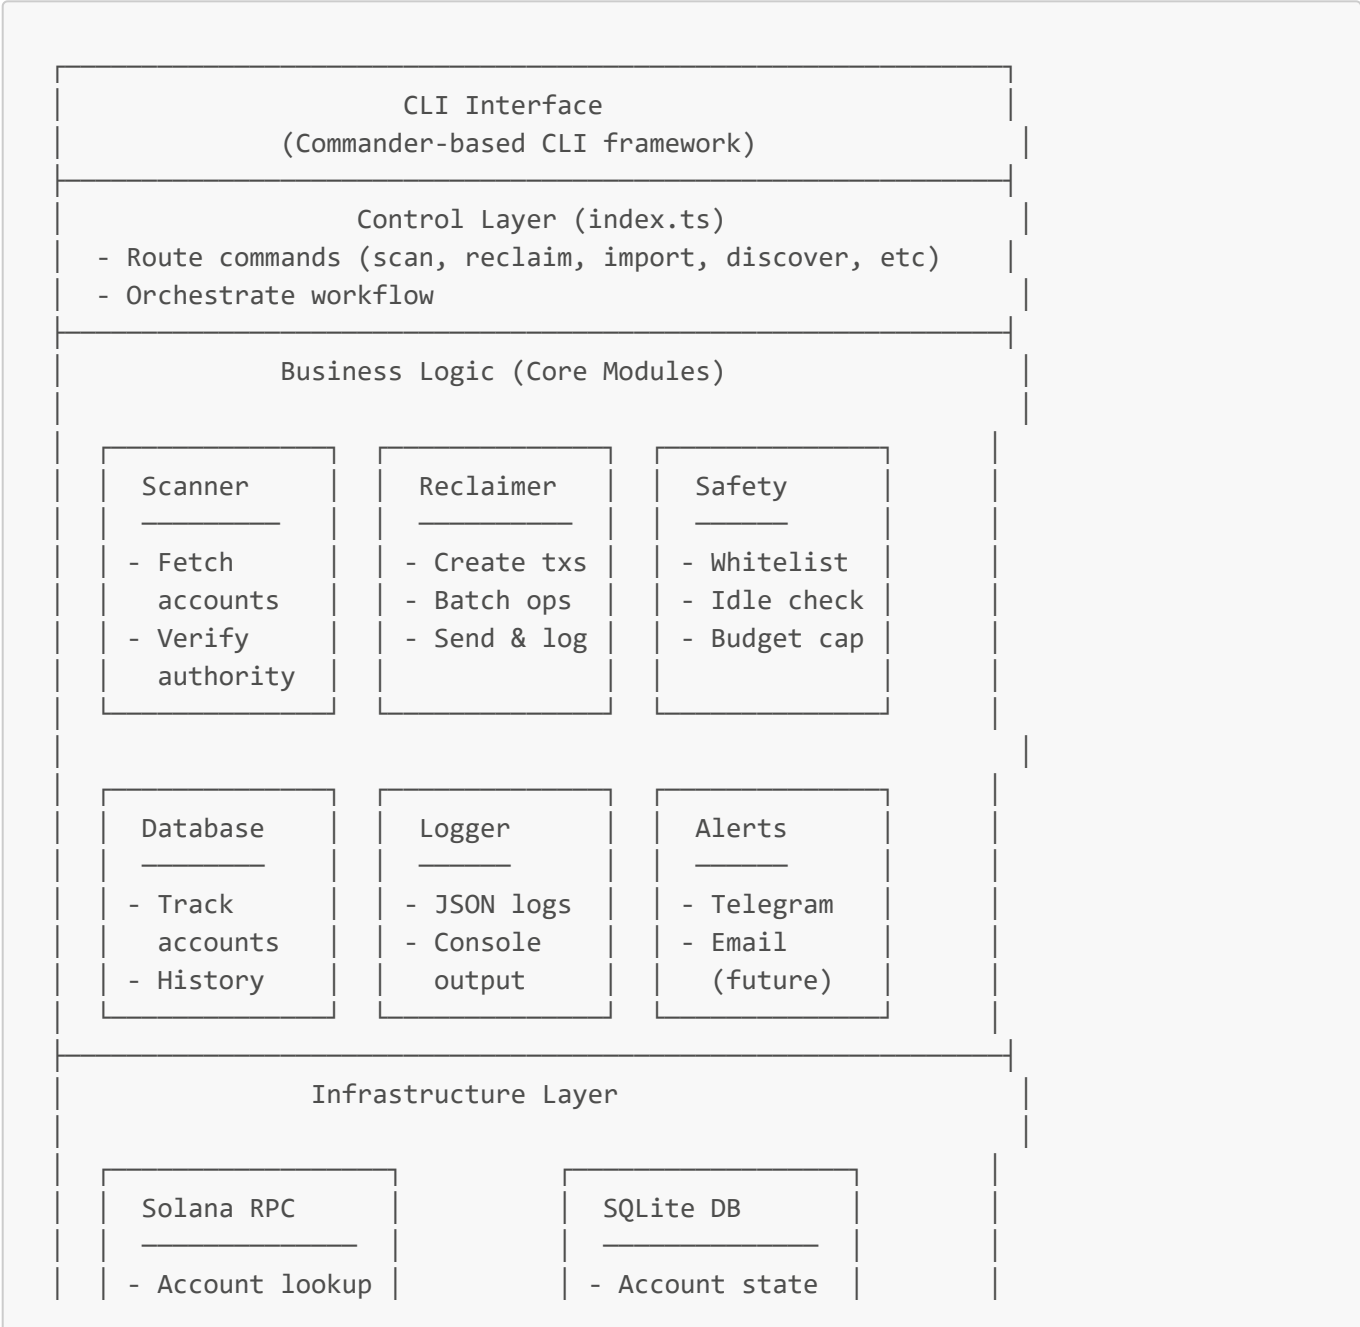 CLI Interface
(Commander-based CLI framework)
Control Layer (index.ts)
- Route commands (scan, reclaim, import, discover, etc)
- Orchestrate workflow
Business Logic (Core Modules)
Scanner Reclaimer Safety
- Fetch - Create txs - Whitelist
accounts - Batch ops - Idle check
- Verify - Send & log - Budget cap
authority
Database Logger Alerts
- Track - JSON logs - Telegram
accounts - Console - Email
- History output (future)
Infrastructure Layer
Solana RPC SQLite DB
- Account lookup - Account state